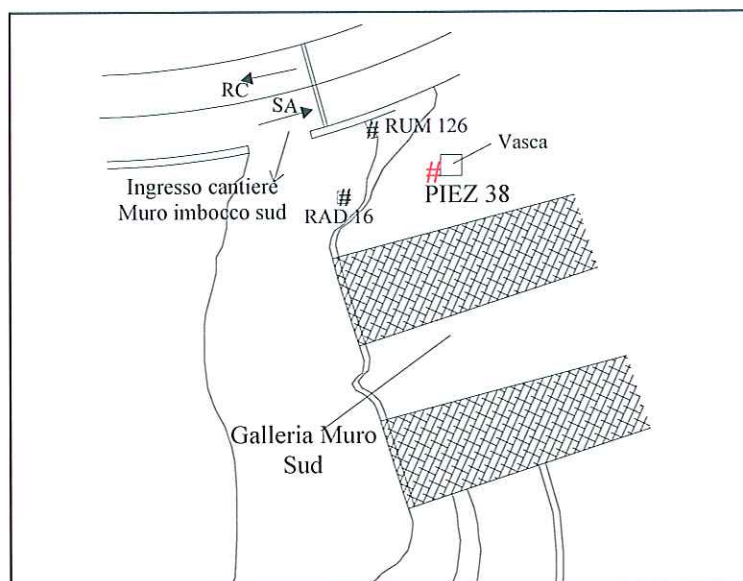 RC
SA
# RUM 126
Vasca
#
PIEZ 38
Ingresso cantiere
Muro imbocco sud
#
RAD 16
Galleria Muro
Sud